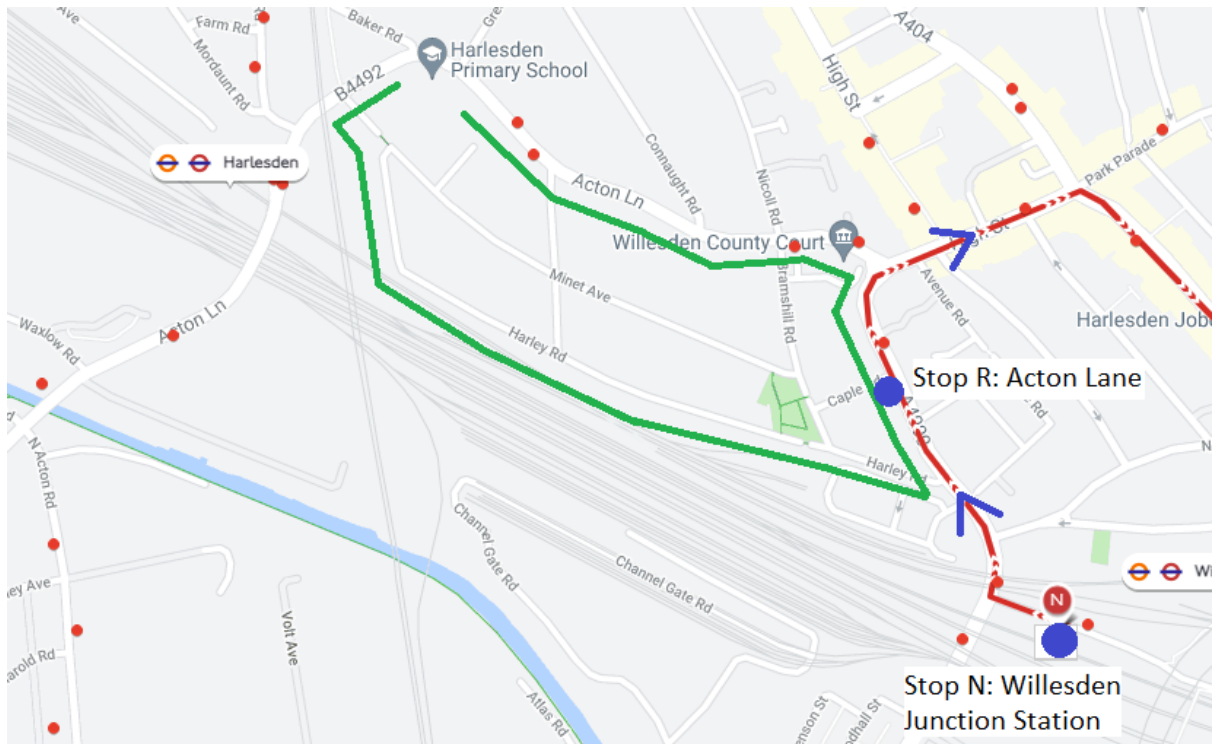 Farm Rd
Mordaunt Rd
Baker Rd
Harlesden
Primary School
B4492
A404
High St
Harlesden
Connaught Rd
Nicoll Rd
Park Parade
Acton Ln
Willesden County Court
High St
Minet Ave
Bramshill Rd
Avenue Rd
Harlesden Job
Acton Ln
Waxlow Rd
Harley Rd
Stop R: Acton Lane
Caple
N Acton Rd
Harley Rd
Channel Gate Rd
Channel Gate Rd
N
Volt Ave
Atlas Rd
Stop N: Willesden
Junction Station